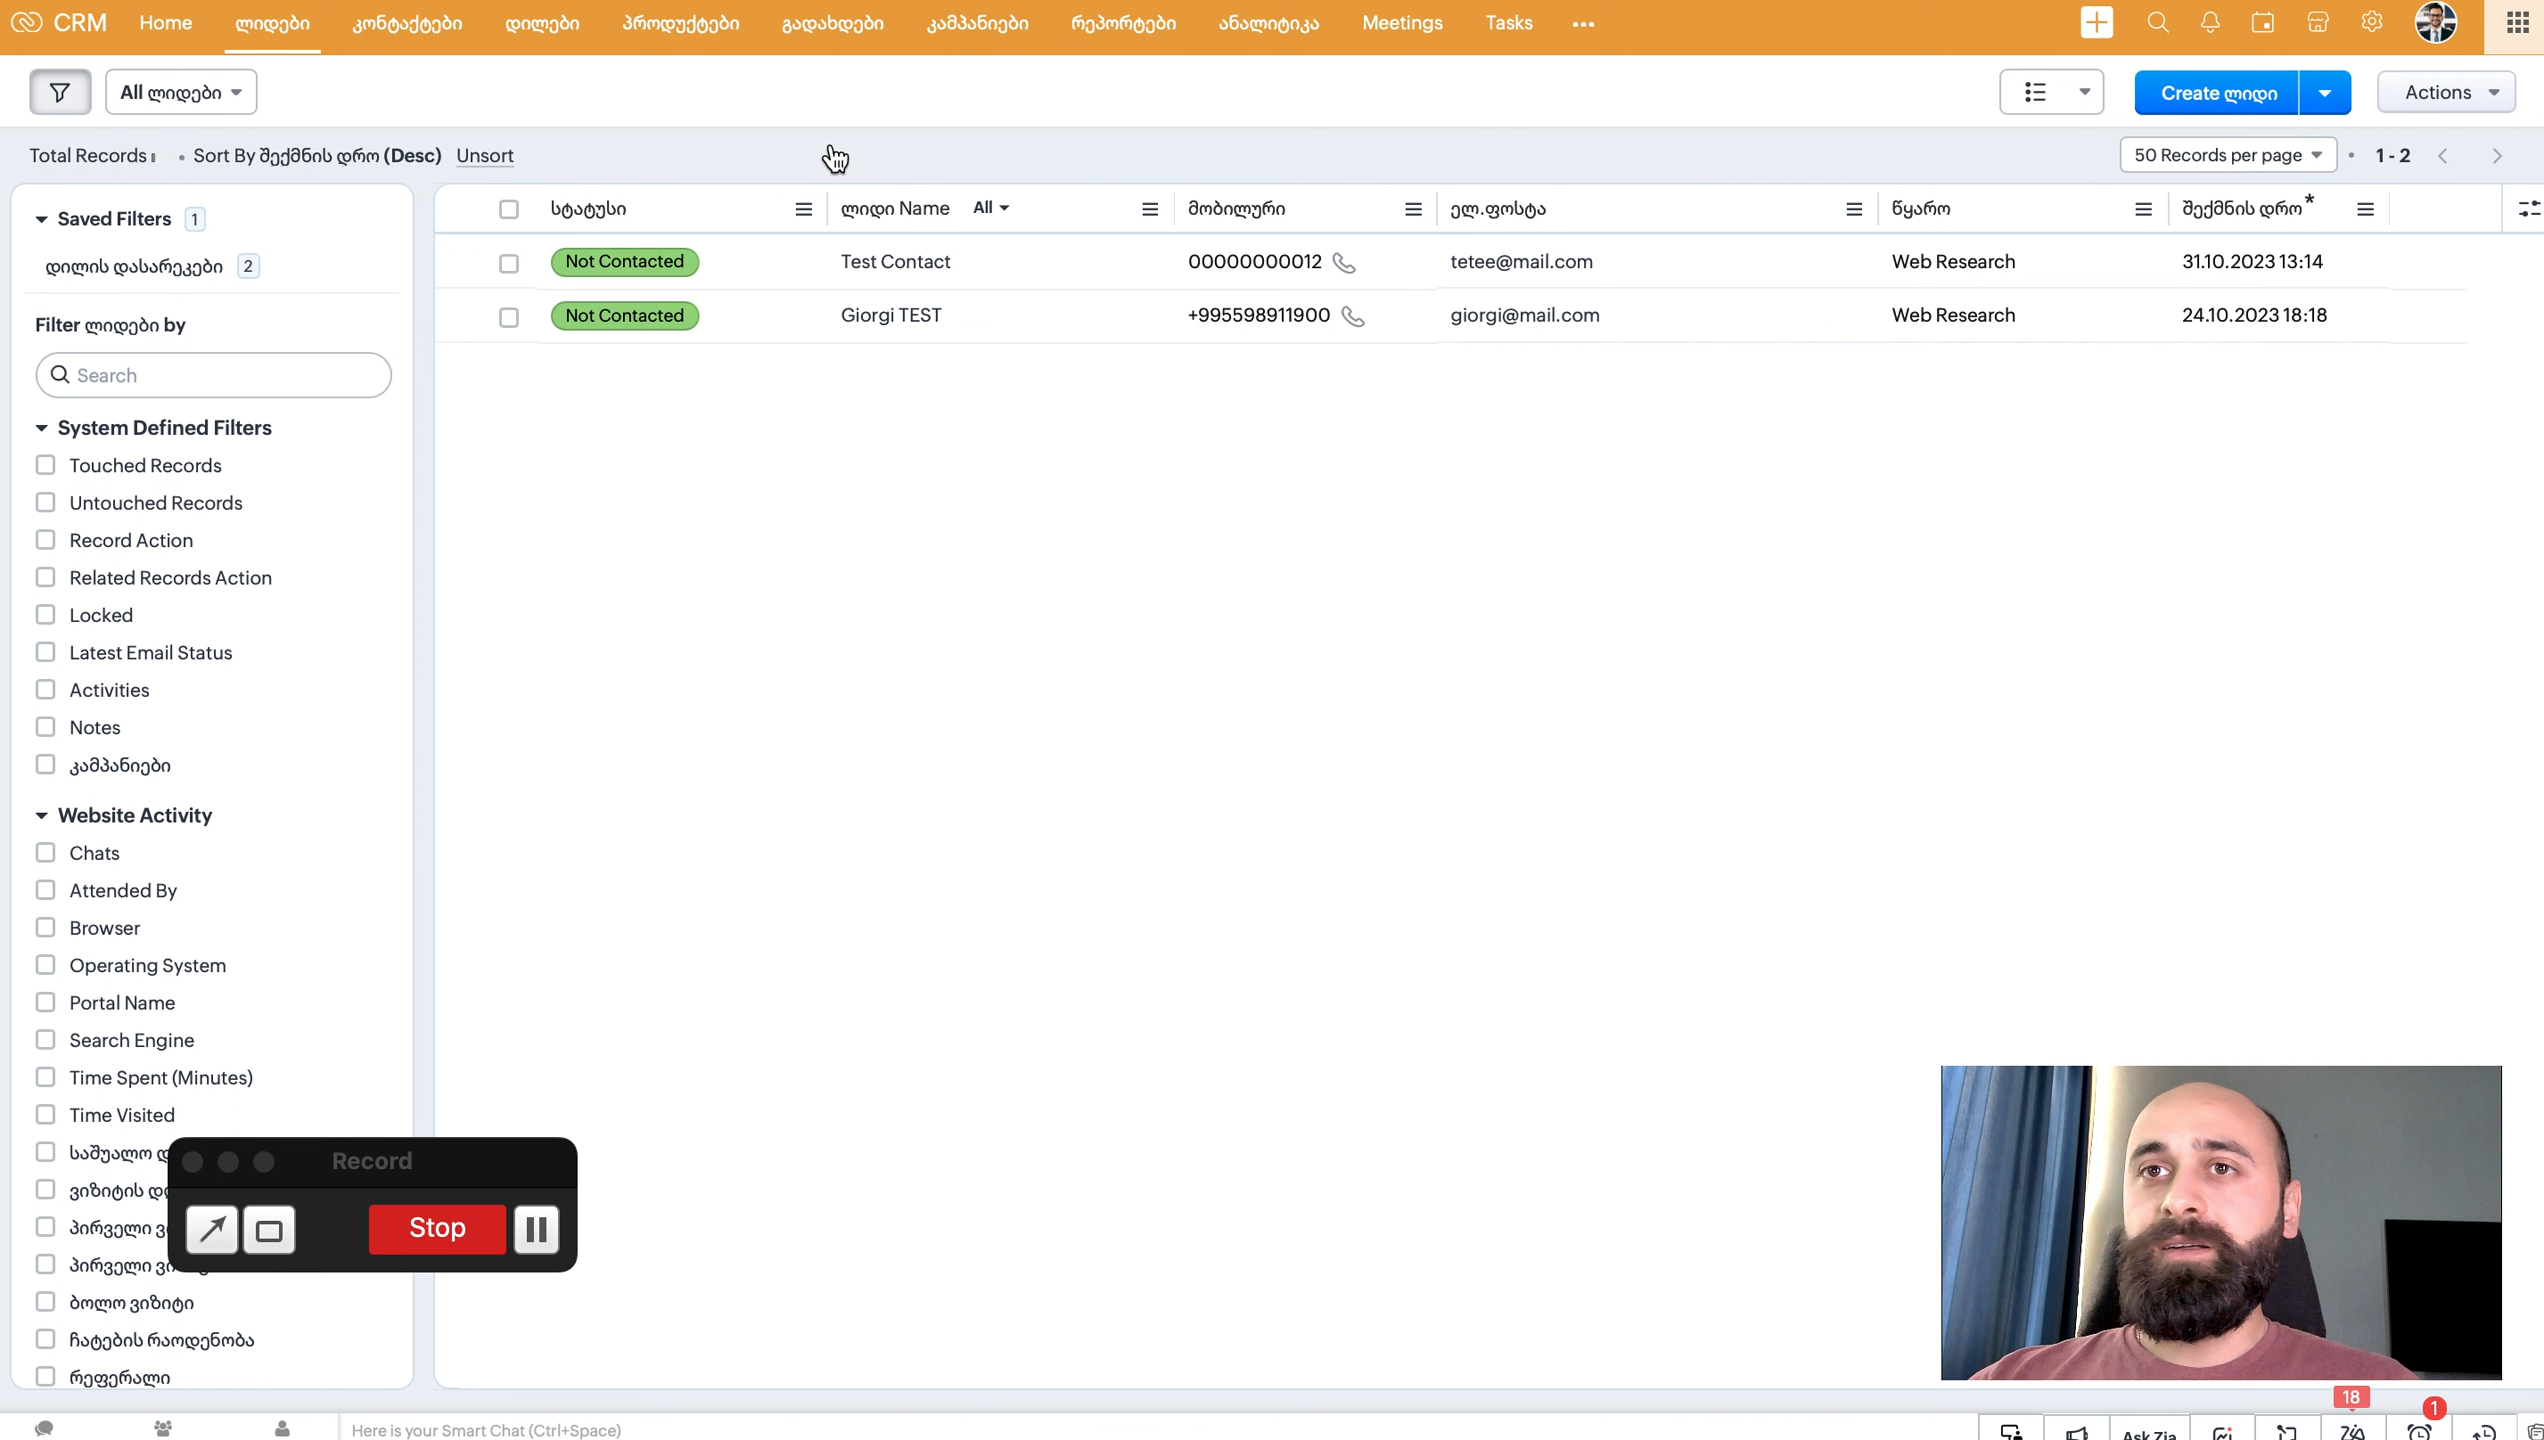 CRM Home ლიდები კონტაქტები დილები პროდუქტები გადახდები კამპანიები რეპორტები ანალიტიკა Meetings Tasks
All ლიდები Create ლიდი Actions
Total Records • Sort By შექმნის დრო (Desc) Unsort 50 Records per page • 1 - 2
Saved Filters 1
დილის დასარეკები 2
Filter ლიდები by
Search
System Defined Filters
Touched Records
Untouched Records
Record Action
Related Records Action
Locked
Latest Email Status
Activities
Notes
კამპანიები
Website Activity
Chats
Attended By
Browser
Operating System
Portal Name
Search Engine
Time Spent (Minutes)
Time Visited
საშუალო
ვიზიტის
პირველი
პირველი
ბოლო ვიზიტი
ჩატების რაოდენობა
რეფერალი
სტატუსი ლიდი Name All მობილური ელ.ფოსტა წყარო შექმნის დრო*
Not Contacted Test Contact 00000000012 tetee@mail.com Web Research 31.10.2023 13:14
Not Contacted Giorgi TEST +995598911900 giorgi@mail.com Web Research 24.10.2023 18:18
Record
Stop
18
1
Here is your Smart Chat (Ctrl+Space) Ask Zia